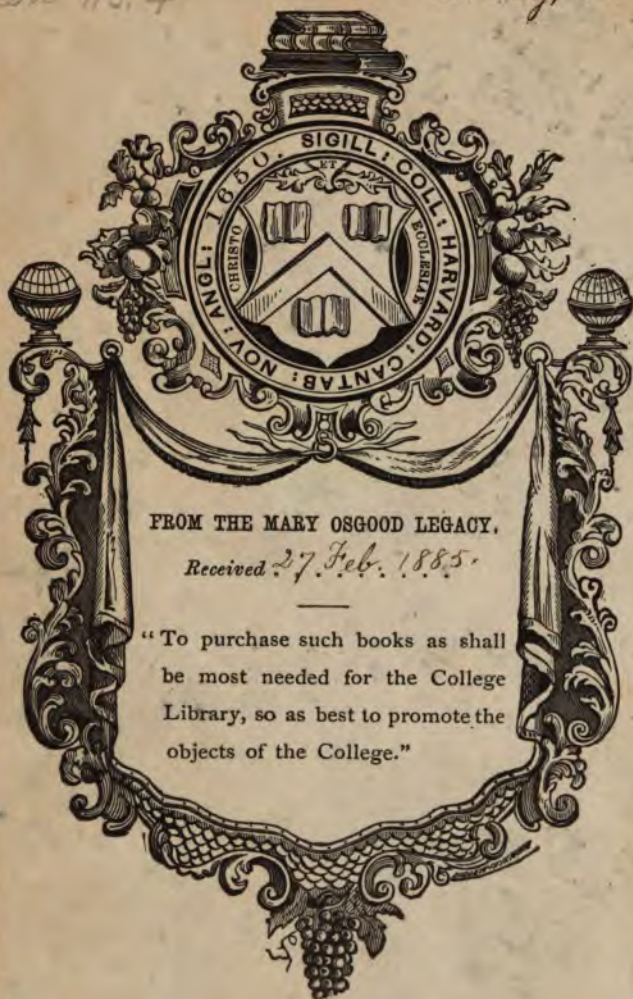 SIGILL: COLL: HARVARD: CANTAB: NOV: ANGL: 1650.
CHRISTO ET ECCLESIAE
FROM THE MARY OSGOOD LEGACY.
Received 27 Feb. 1885.
"To purchase such books as shall
be most needed for the College
Library, so as best to promote the
objects of the College."